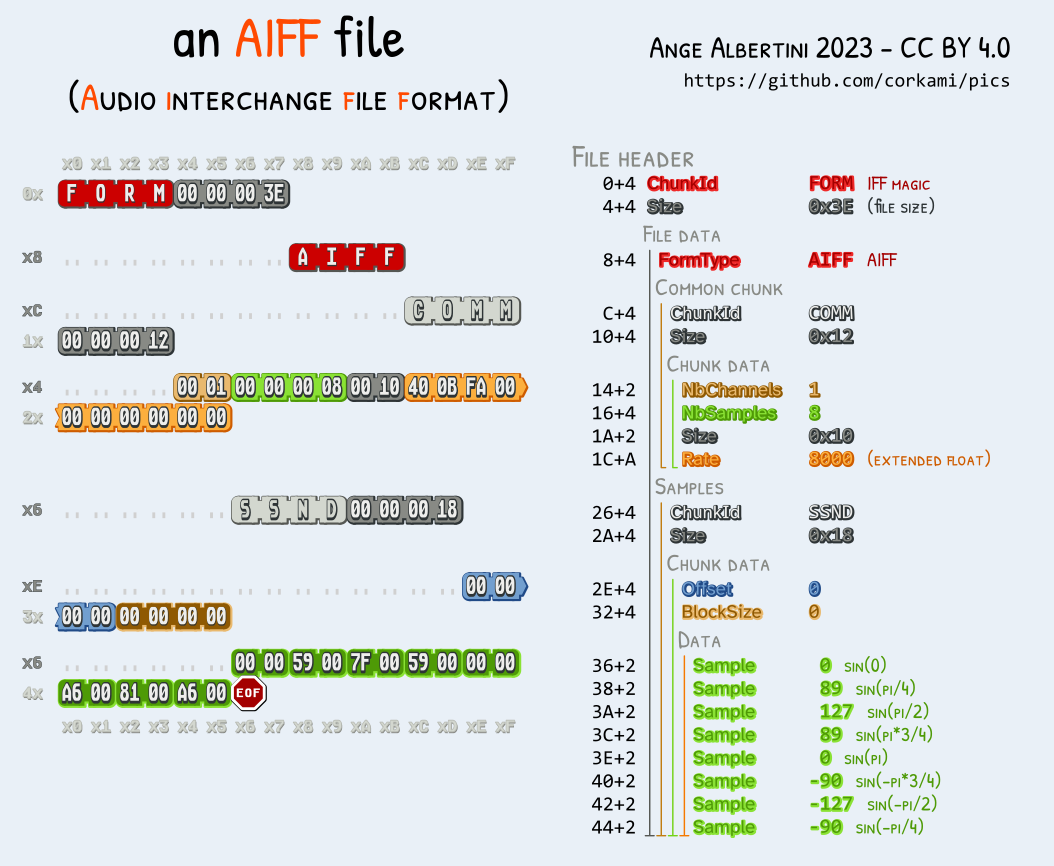 an AIFF file
(Audio Interchange File Format)
Ange Albertini 2023 - CC BY 4.0
https://github.com/corkami/pics
x0 x1 x2 x3 x4 x5 x6 x7 x8 x9 xA xB xC xD xE xF
0x F O R M 00 00 00 3E
x8 .. .. .. .. .. .. .. .. A I F F
xC .. .. .. .. .. .. .. .. .. .. .. .. C O M M
1x 00 00 00 12
x4 .. .. .. .. 00 01 00 00 00 08 00 10 40 0B FA 00
2x 00 00 00 00 00 00
x6 .. .. .. .. .. .. S S N D 00 00 00 18
xE .. .. .. .. .. .. .. .. .. .. .. .. .. .. 00 00
3x 00 00 00 00 00 00
x6 .. .. .. .. .. .. 00 00 59 00 7F 00 59 00 00 00
4x A6 00 81 00 A6 00 EOF
x0 x1 x2 x3 x4 x5 x6 x7 x8 x9 xA xB xC xD xE xF
File header
0+4 ChunkId FORM IFF magic
4+4 Size 0x3E (file size)
File data
8+4 FormType AIFF AIFF
Common chunk
C+4 ChunkId COMM
10+4 Size 0x12
Chunk data
14+2 NbChannels 1
16+4 NbSamples 8
1A+2 Size 0x10
1C+A Rate 8000 (extended float)
Samples
26+4 ChunkId SSND
2A+4 Size 0x18
Chunk data
2E+4 Offset 0
32+4 BlockSize 0
Data
36+2 Sample 0 sin(0)
38+2 Sample 89 sin(pi/4)
3A+2 Sample 127 sin(pi/2)
3C+2 Sample 89 sin(pi*3/4)
3E+2 Sample 0 sin(pi)
40+2 Sample -90 sin(-pi*3/4)
42+2 Sample -127 sin(-pi/2)
44+2 Sample -90 sin(-pi/4)